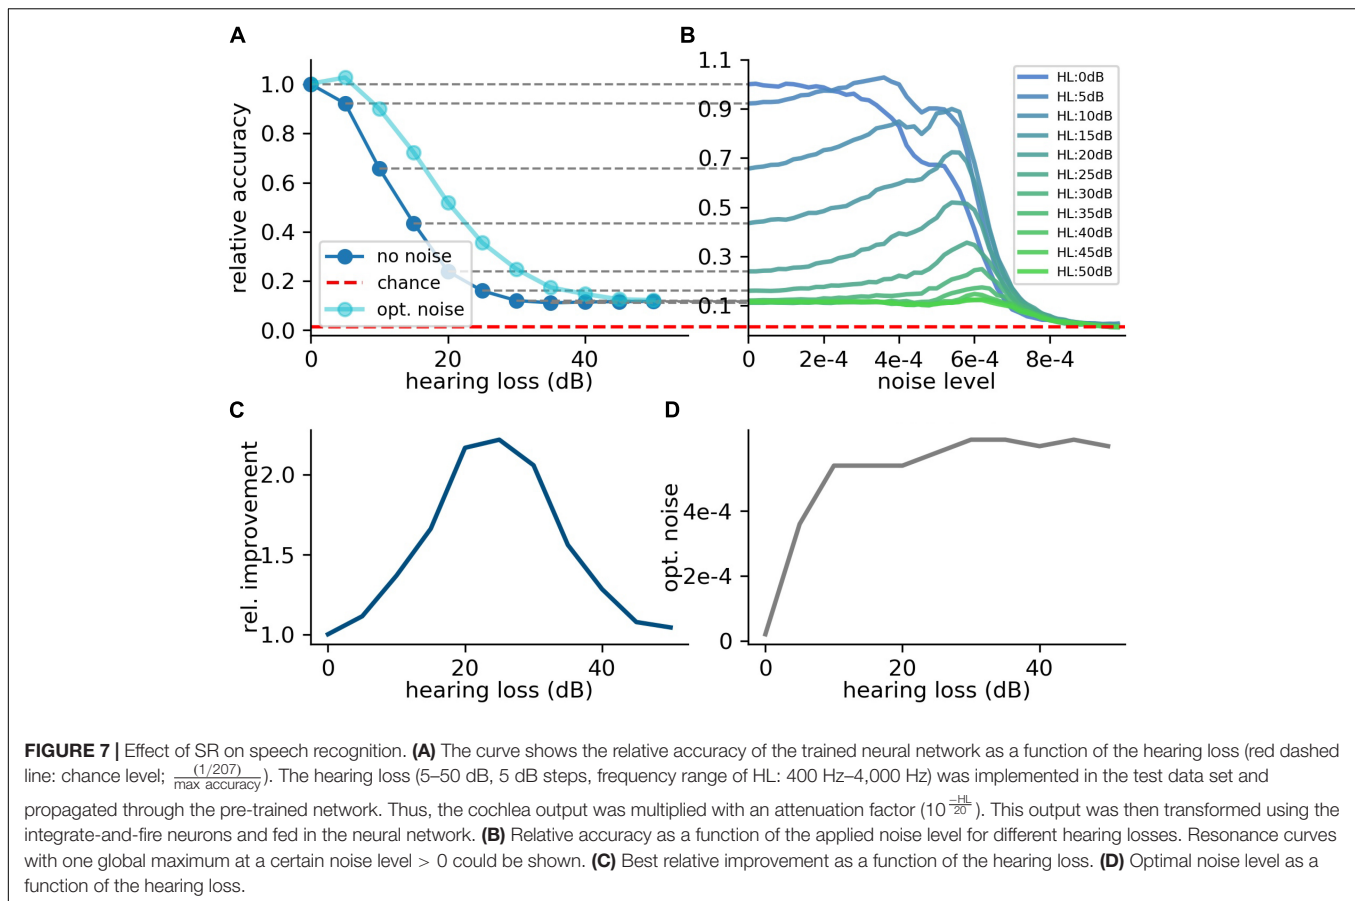 A
B
1.0
0.8
0.6
0.4
0.2
0.0
relative accuracy
no noise
chance
opt. noise
0
20
40
hearing loss (dB)
1.1
0.9
0.7
0.5
0.3
0.1
HL:0dB
HL:5dB
HL:10dB
HL:15dB
HL:20dB
HL:25dB
HL:30dB
HL:35dB
HL:40dB
HL:45dB
HL:50dB
0
2e-4
4e-4
6e-4
8e-4
noise level
C
D
2.0
1.5
1.0
rel. improvement
0
20
40
hearing loss (dB)
4e-4
2e-4
0
opt. noise
0
20
40
hearing loss (dB)
FIGURE 7 | Effect of SR on speech recognition. (A) The curve shows the relative accuracy of the trained neural network as a function of the hearing loss (red dashed
line: chance level; (1/207)/max accuracy). The hearing loss (5–50 dB, 5 dB steps, frequency range of HL: 400 Hz–4,000 Hz) was implemented in the test data set and
propagated through the pre-trained network. Thus, the cochlea output was multiplied with an attenuation factor (10^(-HL/20)). This output was then transformed using the
integrate-and-fire neurons and fed in the neural network. (B) Relative accuracy as a function of the applied noise level for different hearing losses. Resonance curves
with one global maximum at a certain noise level > 0 could be shown. (C) Best relative improvement as a function of the hearing loss. (D) Optimal noise level as a
function of the hearing loss.